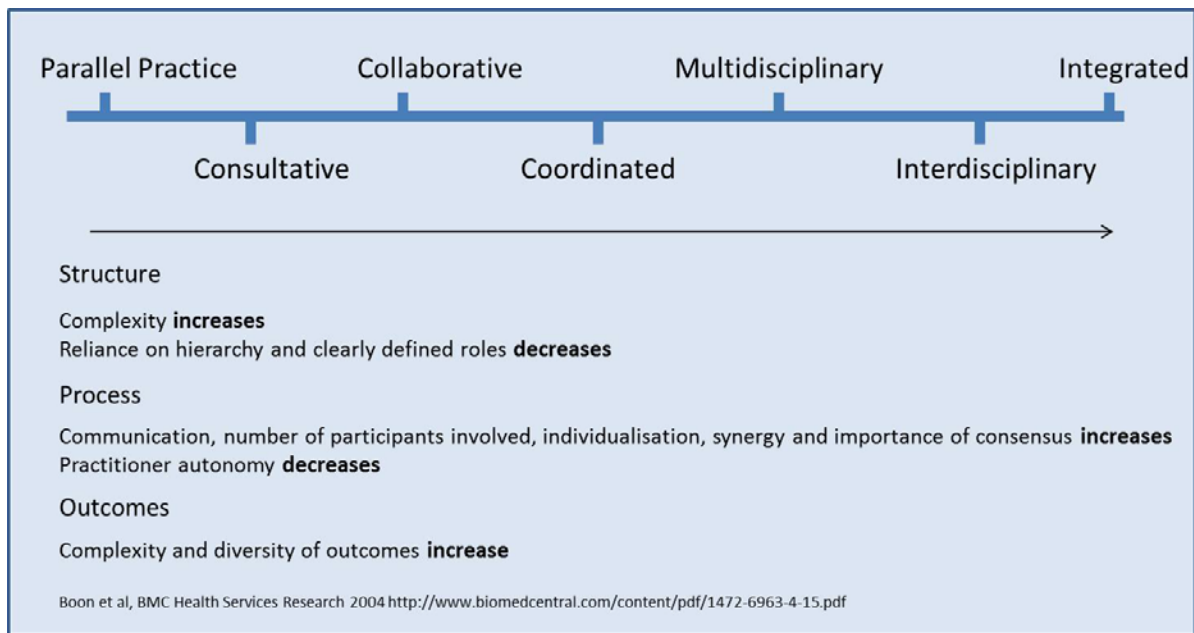 Parallel Practice Collaborative Multidisciplinary Integrated
Consultative Coordinated Interdisciplinary
Structure
Complexity increases
Reliance on hierarchy and clearly defined roles decreases
Process
Communication, number of participants involved, individualisation, synergy and importance of consensus increases
Practitioner autonomy decreases
Outcomes
Complexity and diversity of outcomes increase
Boon et al, BMC Health Services Research 2004 http://www.biomedcentral.com/content/pdf/1472-6963-4-15.pdf